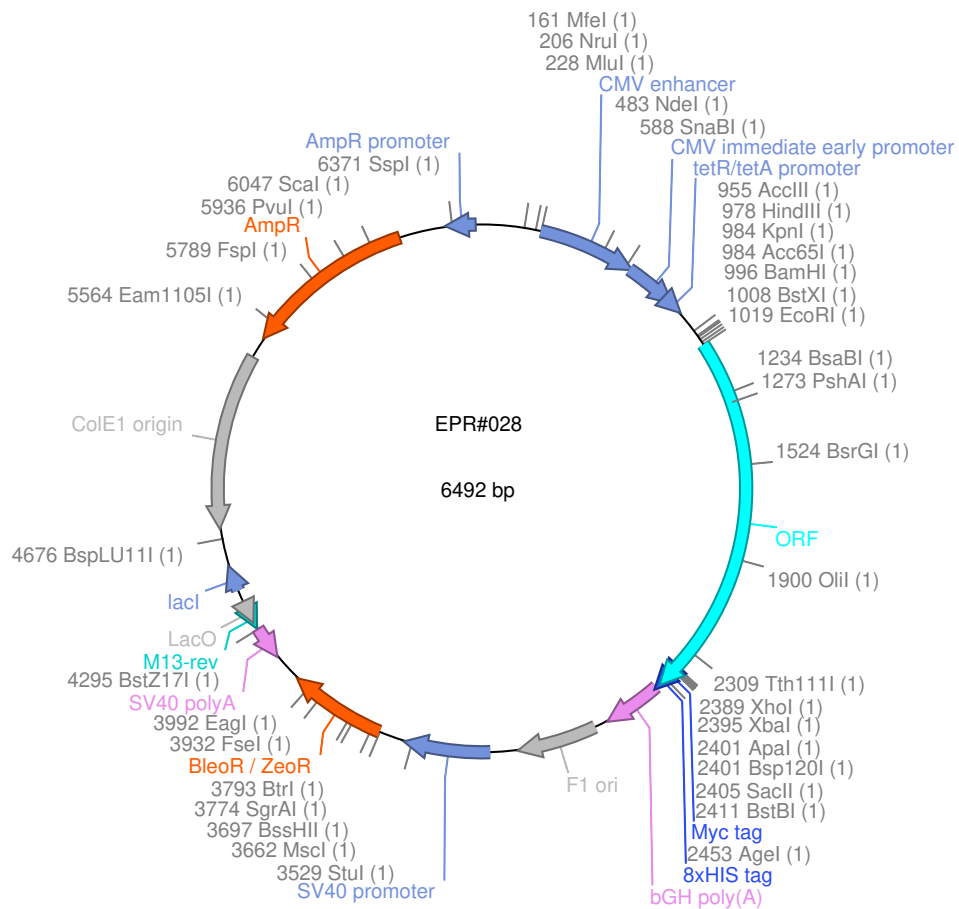 161 MfeI (1)
206 NruI (1)
228 MluI (1)
CMV enhancer
483 NdeI (1)
588 SnaBI (1)
CMV immediate early promoter
tetR/tetA promoter
955 AccIII (1)
978 HindIII (1)
984 KpnI (1)
984 Acc65I (1)
996 BamHI (1)
1008 BstXI (1)
1019 EcoRI (1)
1234 BsaBI (1)
1273 PshAI (1)
1524 BsrGI (1)
ORF
1900 OliI (1)
2309 Tth111I (1)
2389 XhoI (1)
2395 XbaI (1)
2401 ApaI (1)
2401 Bsp120I (1)
2405 SacII (1)
2411 BstBI (1)
Myc tag
2453 AgeI (1)
8xHIS tag
bGH poly(A)
F1 ori
SV40 promoter
3529 StuI (1)
3662 MscI (1)
3697 BssHII (1)
3774 SgrAI (1)
3793 BtrI (1)
BleoR / ZeoR
3932 FseI (1)
3992 EagI (1)
SV40 polyA
4295 BstZ17I (1)
M13-rev
LacO
lacI
4676 BspLU11I (1)
ColE1 origin
5564 Eam1105I (1)
5789 FspI (1)
AmpR
5936 PvuI (1)
6047 ScaI (1)
6371 SspI (1)
AmpR promoter
EPR#028
6492 bp